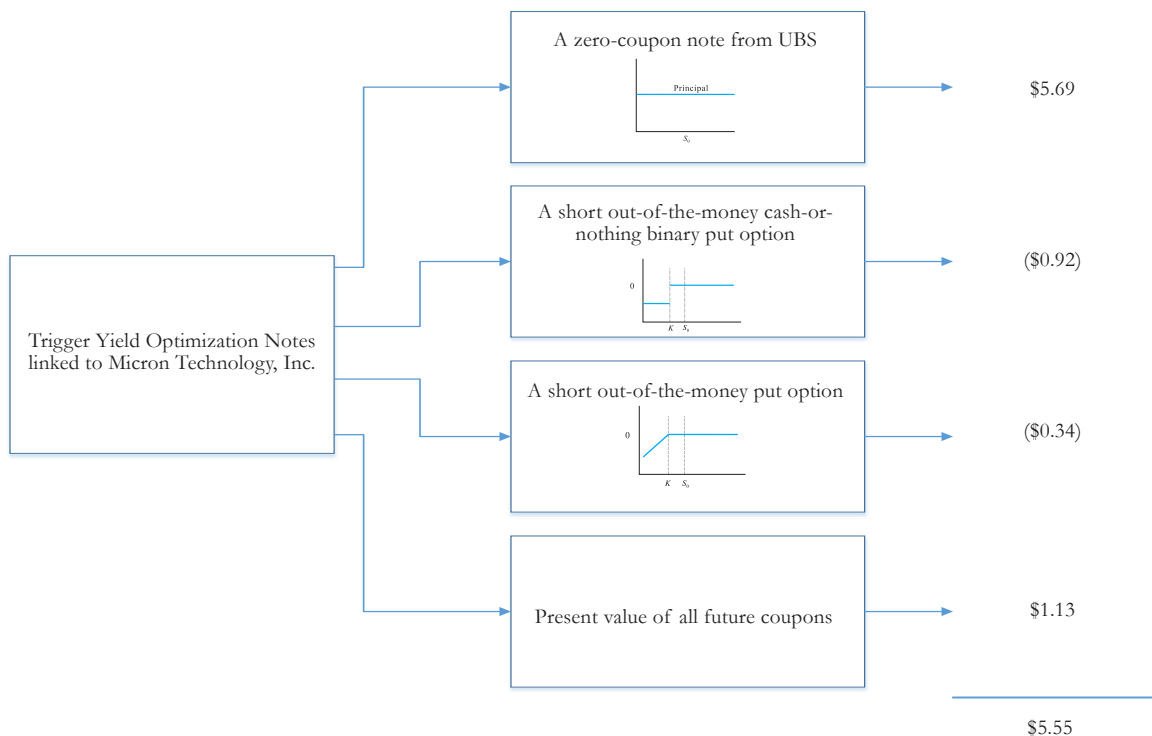 A zero-coupon note from UBS
Principal
S0
$5.69
A short out-of-the-money cash-or-
nothing binary put option
0
K
S0
($0.92)
Trigger Yield Optimization Notes
linked to Micron Technology, Inc.
A short out-of-the-money put option
0
K
S0
($0.34)
Present value of all future coupons
$1.13
$5.55